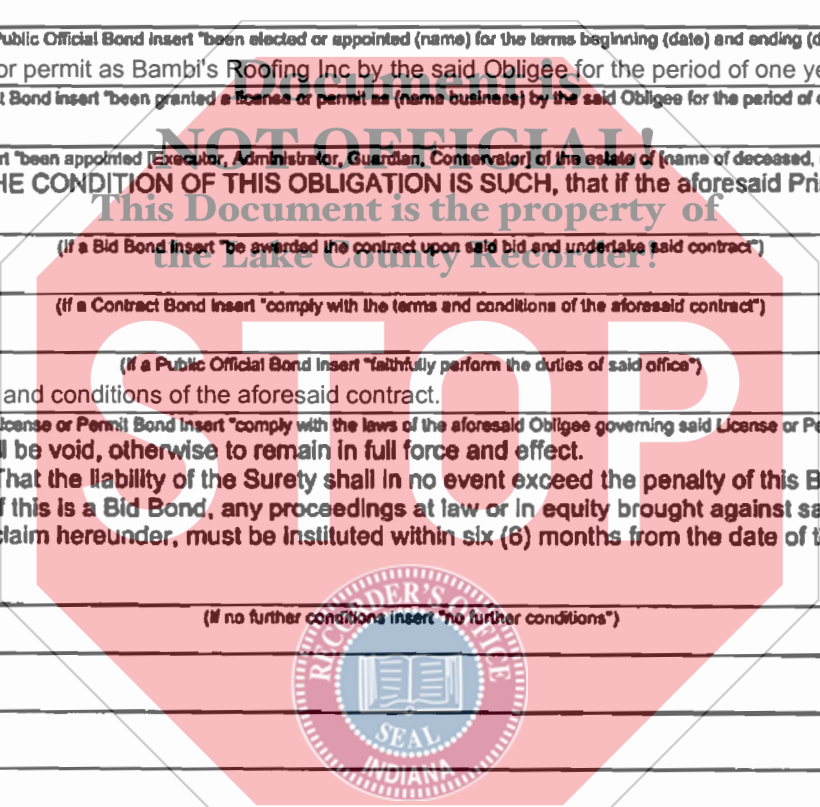 Public Official Bond insert "been elected or appointed (name) for the terms beginning (date) and ending (d
or permit as Bambi's Roofing Inc by the said Obligee for the period of one ye
t Bond insert "been granted a license or permit as (name business) by the said Obligee for the period of
Document is
NOT OFFICIAL!
rt "been appointed [Executor, Administrator, Guardian, Conservator] of the estate of [name of deceased,
HE CONDITION OF THIS OBLIGATION IS SUCH, that if the aforesaid Pri
This Document is the property of
(If a Bid Bond insert "be awarded the contract upon said bid and undertake said contract")
the Lake County Recorder!
(If a Contract Bond insert "comply with the terms and conditions of the aforesaid contract")
STOP
(If a Public Official Bond insert "faithfully perform the duties of said office")
and conditions of the aforesaid contract.
icense or Permit Bond insert "comply with the laws of the aforesaid Obligee governing said License or Pe
l be void, otherwise to remain in full force and effect.
That the liability of the Surety shall in no event exceed the penalty of this B
f this is a Bid Bond, any proceedings at law or in equity brought against sa
claim hereunder, must be instituted within six (6) months from the date of t
(If no further conditions insert "no further conditions")
RECORDER'S OFFICE
SEAL
INDIANA